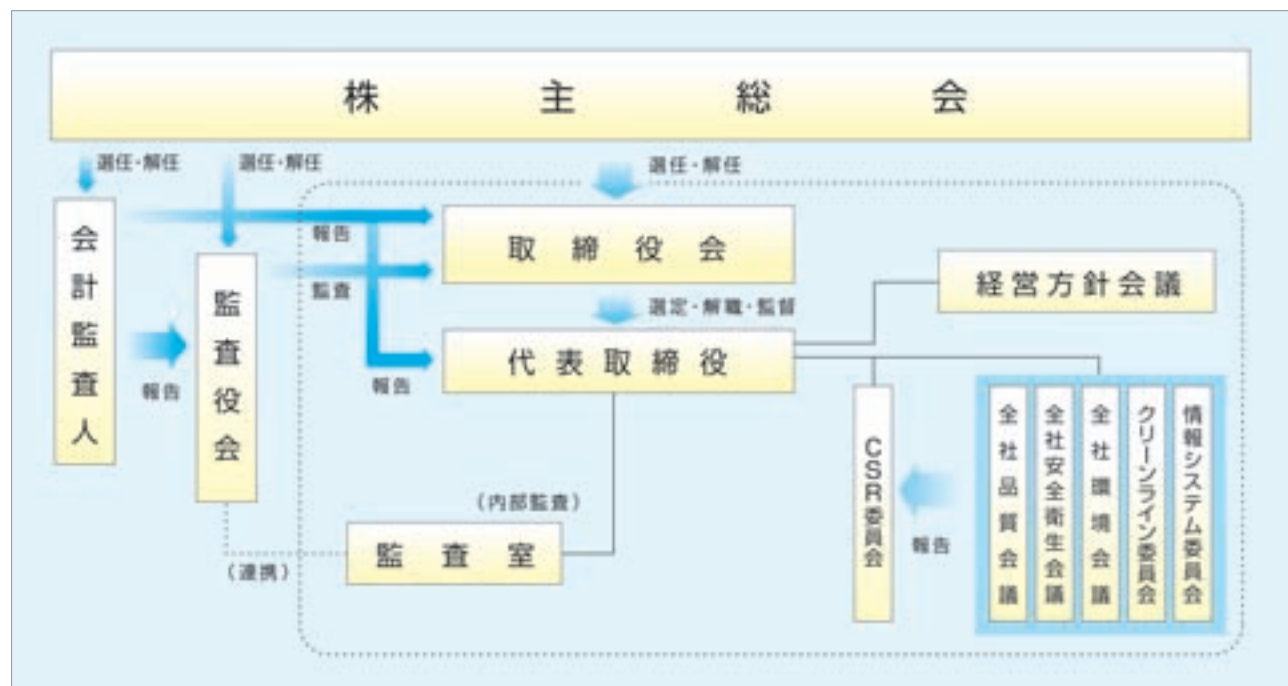 株主総会
選任・解任
選任・解任
選任・解任
会計監査人
報告
取締役会
監査役会
監査
経営方針会議
選定・解職・監督
代表取締役
報告
報告
CSR委員会
全社品質会議
全社安全衛生会議
全社環境会議
クリーンライン委員会
情報システム委員会
報告
(内部監査)
監査室
(連携)